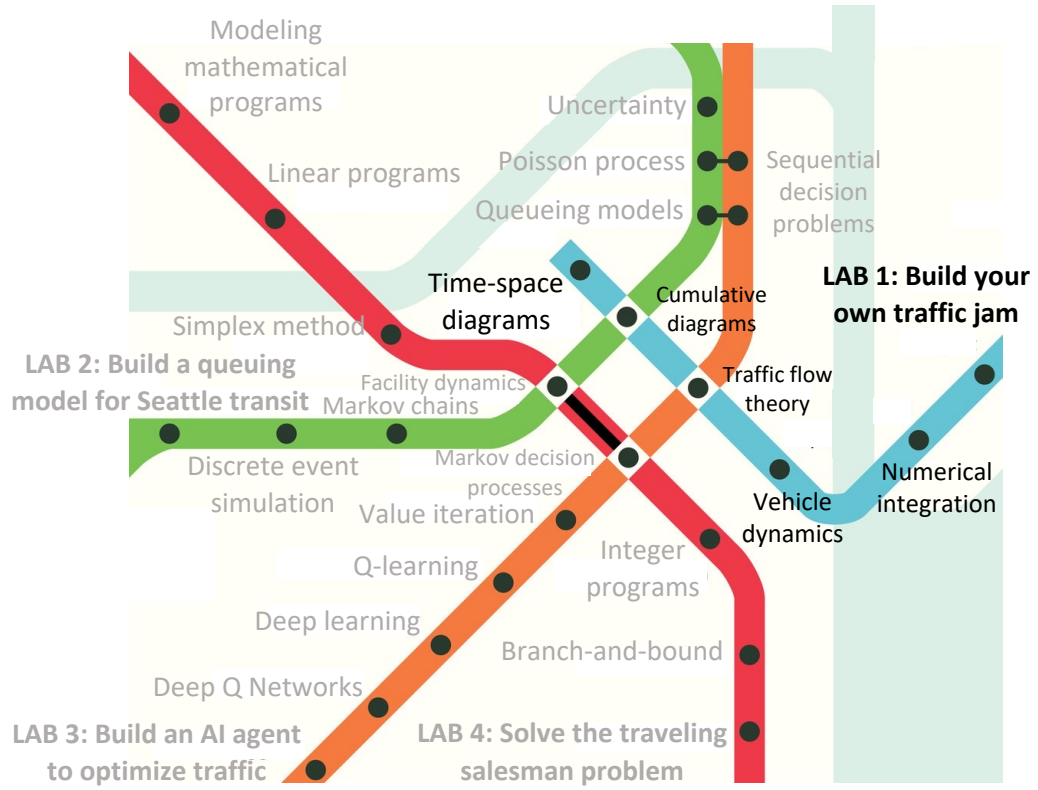 Modeling
mathematical
programs
Linear programs
Simplex method
Uncertainty
Poisson process
Queueing models
Sequential
decision
problems
Time-space
diagrams
Cumulative
diagrams
LAB 1: Build your
own traffic jam
Traffic flow
theory
Vehicle
dynamics
Numerical
integration
LAB 2: Build a queuing
model for Seattle transit
Facility dynamics
Markov chains
Discrete event
simulation
Markov decision
processes
Value iteration
Q-learning
Deep learning
Deep Q Networks
LAB 3: Build an AI agent
to optimize traffic
Integer
programs
Branch-and-bound
LAB 4: Solve the traveling
salesman problem